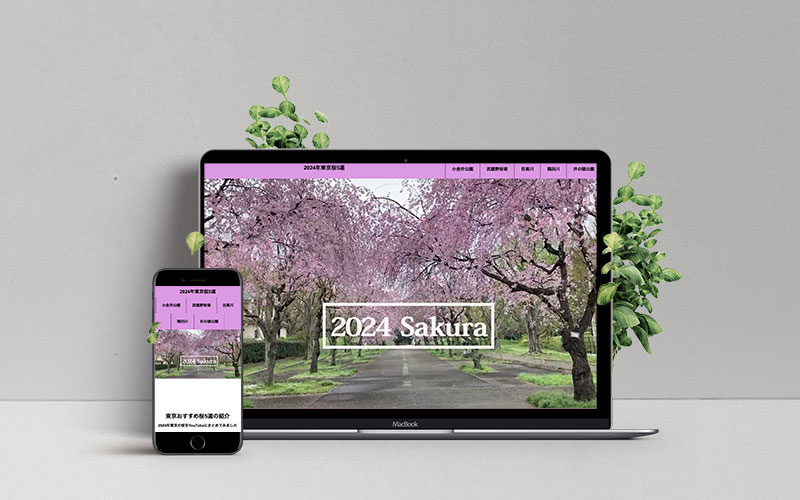 2024年東京桜5選
小金井公園 武蔵野桜堤 目黒川 隅田川 井の頭公園
2024 Sakura
MacBook
2024年東京桜5選
小金井公園 武蔵野桜堤 目黒川
隅田川 井の頭公園
2024 Sakura
東京おすすめ桜5選の紹介
2024年東京の桜をYouTubeにまとめてみました